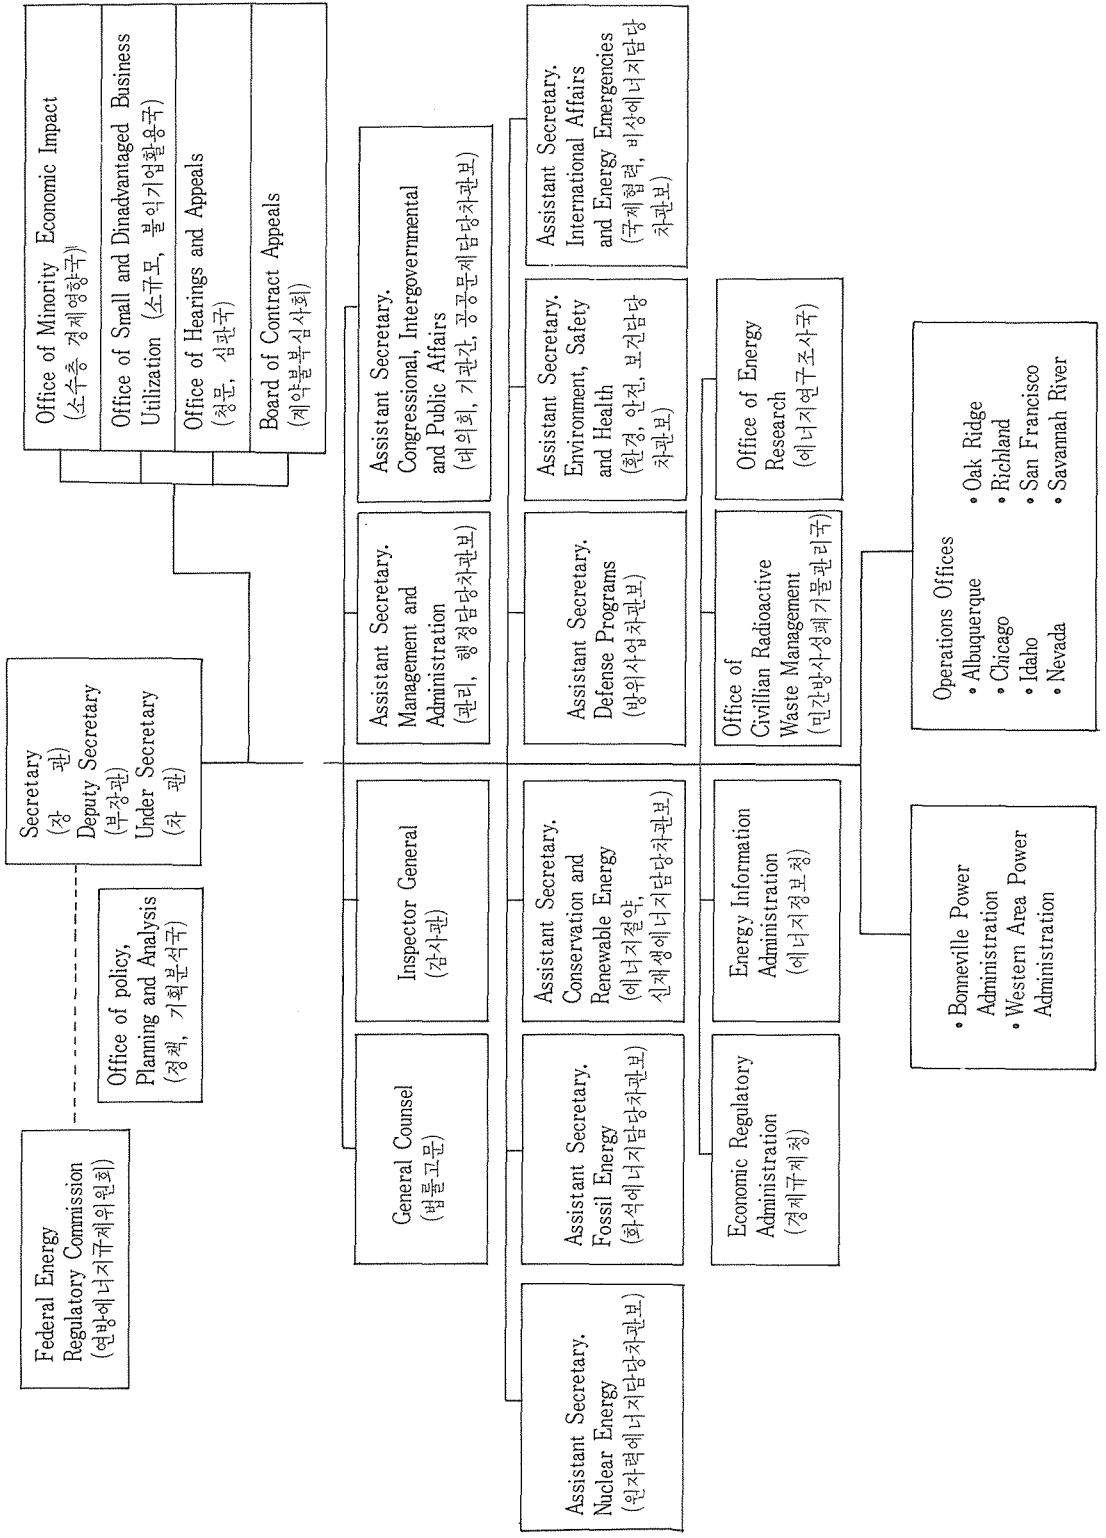 Federal Energy
Regulatory Commission
(연방에너지규제위원회)
Office of policy,
Planning and Analysis
(정책, 기획분석국)
Secretary
(장 관)
Deputy Secretary
(부장관)
Under Secretary
(차 관)
Office of Minority Economic Impact
(소수층 경제영향국)
Office of Small and Dinadvantaged Business
Utilization (소규모, 불익기업활용국)
Office of Hearings and Appeals
(청문, 심판국)
Board of Contract Appeals
(계약불복심사회)
General Counsel
(법률고문)
Inspector General
(감사관)
Assistant Secretary.
Management and
Administration
(관리, 행정담당차관보)
Assistant Secretary.
Congressional, Intergovernmental
and Public Affairs
(대의회, 기관간, 공공문제담당차관보)
Assistant Secretary.
Nuclear Energy
(원자력에너지담당차관보)
Assistant Secretary.
Fossil Energy
(화석에너지담당차관보)
Assistant Secretary.
Conservation and
Renewable Energy
(에너지절약,
신재생에너지담당차관보)
Assistant Secretary.
Defense Programs
(방위사업차관보)
Assistant Secretary.
Environment, Safety
and Health
(환경, 안전, 보건담당
차관보)
Assistant Secretary.
International Affairs
and Energy Emergencies
(국제협력, 비상에너지담당
차관보)
Economic Regulatory
Administration
(경제규제청)
Energy Information
Administration
(에너지정보청)
Office of
Civillian Radioactive
Waste Management
(민간방사성폐기물관리국)
Office of Energy
Research
(에너지연구조사국)
• Bonneville Power
Administration
• Western Area Power
Administration
Operations Offices
• Albuquerque
• Chicago
• Idaho
• Nevada
• Oak Ridge
• Richland
• San Francisco
• Savannah River